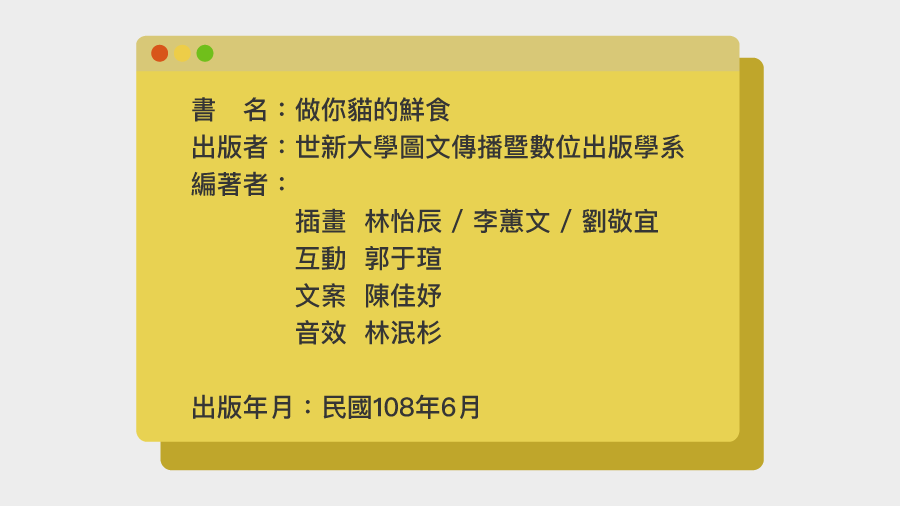 書　名：做你貓的鮮食
出版者：世新大學圖文傳播暨數位出版學系
編著者：
插畫 林怡辰 / 李蕙文 / 劉敬宜
互動 郭于瑄
文案 陳佳妤
音效 林泯杉
出版年月：民國108年6月